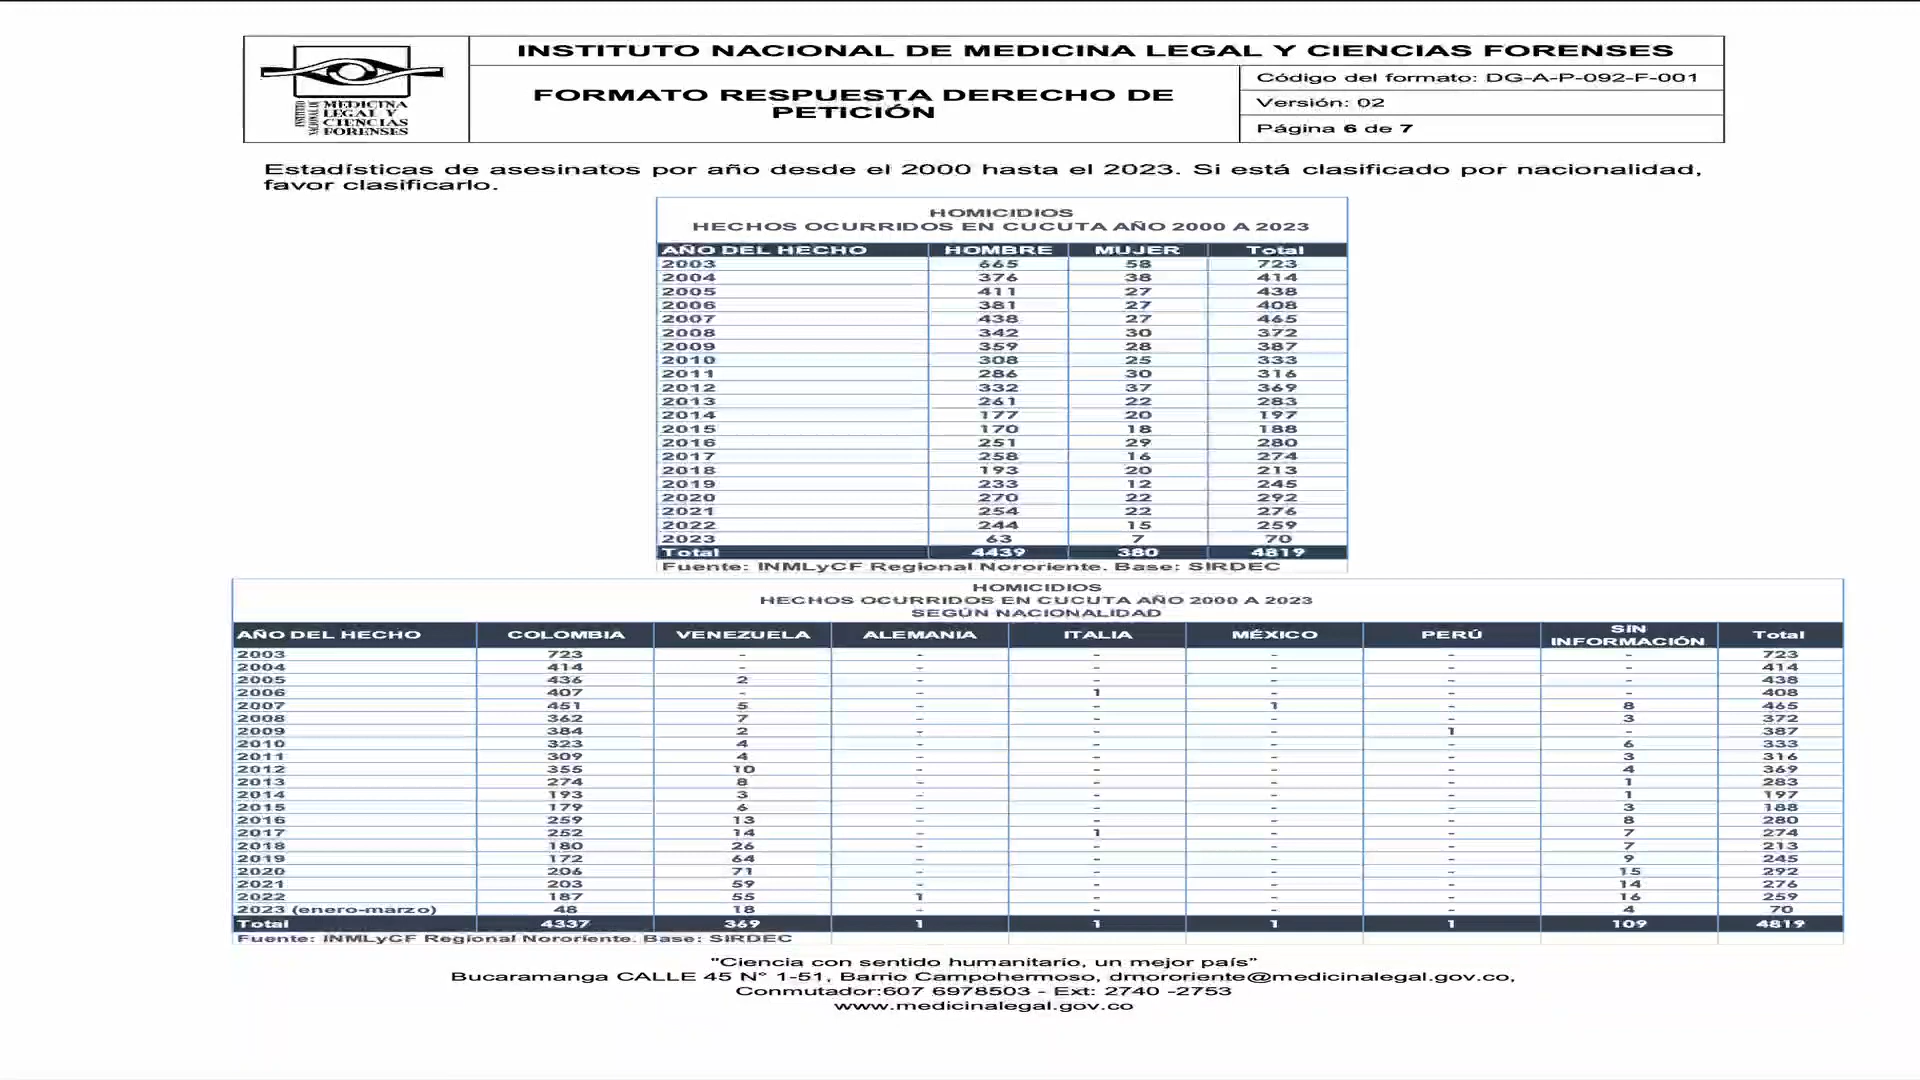 INSTITUTO NACIONAL DE MEDICINA LEGAL Y CIENCIAS FORENSES
INSTITUTO NACIONAL DE
MEDICINA
LEGAL Y
CIENCIAS
FORENSES
FORMATO RESPUESTA DERECHO DE
PETICIÓN
Código del formato: DG-A-P-092-F-001
Versión: 02
Página 6 de 7
Estadísticas de asesinatos por año desde el 2000 hasta el 2023. Si está clasificado por nacionalidad,
favor clasificarlo.
HOMICIDIOS
HECHOS OCURRIDOS EN CUCUTA AÑO 2000 A 2023
AÑO DEL HECHO HOMBRE MUJER Total
2003 665 58 723
2004 376 38 414
2005 411 27 438
2006 381 27 408
2007 438 27 465
2008 342 30 372
2009 359 28 387
2010 308 25 333
2011 286 30 316
2012 332 37 369
2013 261 22 283
2014 177 20 197
2015 170 18 188
2016 251 29 280
2017 258 16 274
2018 193 20 213
2019 233 12 245
2020 270 22 292
2021 254 22 276
2022 244 15 259
2023 63 7 70
Total 4439 380 4819
Fuente: INMLyCF Regional Nororiente. Base: SIRDEC
HOMICIDIOS
HECHOS OCURRIDOS EN CUCUTA AÑO 2000 A 2023
SEGÚN NACIONALIDAD
AÑO DEL HECHO COLOMBIA VENEZUELA ALEMANIA ITALIA MÉXICO PERÚ SIN INFORMACIÓN Total
2003 723 - - - - - - 723
2004 414 - - - - - - 414
2005 436 2 - - - - - 438
2006 407 - - 1 - - - 408
2007 451 5 - - 1 - 8 465
2008 362 7 - - - - 3 372
2009 384 2 - - - 1 - 387
2010 323 4 - - - - 6 333
2011 309 4 - - - - 3 316
2012 355 10 - - - - 4 369
2013 274 8 - - - - 1 283
2014 193 3 - - - - 1 197
2015 179 6 - - - - 3 188
2016 259 13 - - - - 8 280
2017 252 14 - 1 - - 7 274
2018 180 26 - - - - 7 213
2019 172 64 - - - - 9 245
2020 206 71 - - - - 15 292
2021 203 59 - - - - 14 276
2022 187 55 1 - - - 16 259
2023 (enero-marzo) 48 18 - - - - 4 70
Total 4337 369 1 1 1 1 109 4819
Fuente: INMLyCF Regional Nororiente. Base: SIRDEC
"Ciencia con sentido humanitario, un mejor país"
Bucaramanga CALLE 45 N° 1-51, Barrio Campohermoso, drnororiente@medicinalegal.gov.co,
Conmutador:607 6978503 - Ext: 2740 -2753
www.medicinalegal.gov.co